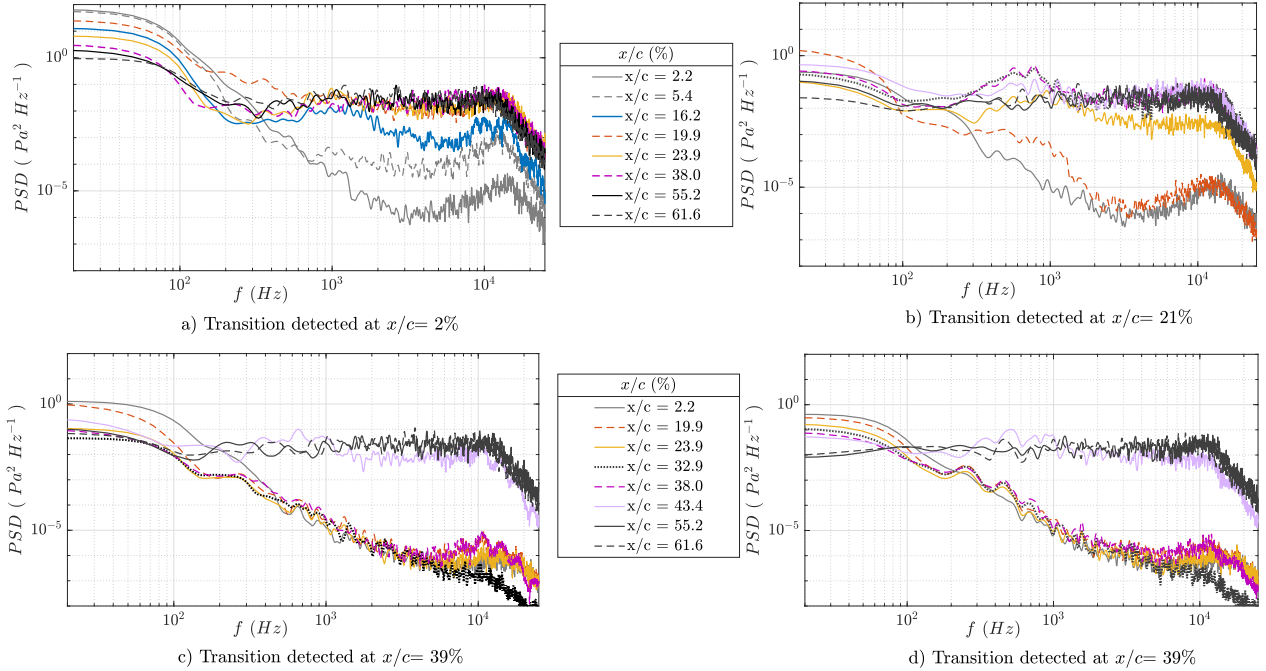 10^0
10^-5
PSD ( Pa^2 Hz^-1 )
10^2
10^3
10^4
f (Hz)
a) Transition detected at x/c= 2%
x/c (%)
x/c = 2.2
x/c = 5.4
x/c = 16.2
x/c = 19.9
x/c = 23.9
x/c = 38.0
x/c = 55.2
x/c = 61.6
10^0
10^-5
PSD ( Pa^2 Hz^-1 )
10^2
10^3
10^4
f (Hz)
b) Transition detected at x/c= 21%
10^0
10^-5
PSD ( Pa^2 Hz^-1 )
10^2
10^3
10^4
f (Hz)
c) Transition detected at x/c= 39%
x/c (%)
x/c = 2.2
x/c = 19.9
x/c = 23.9
x/c = 32.9
x/c = 38.0
x/c = 43.4
x/c = 55.2
x/c = 61.6
10^0
10^-5
PSD ( Pa^2 Hz^-1 )
10^2
10^3
10^4
f (Hz)
d) Transition detected at x/c= 39%